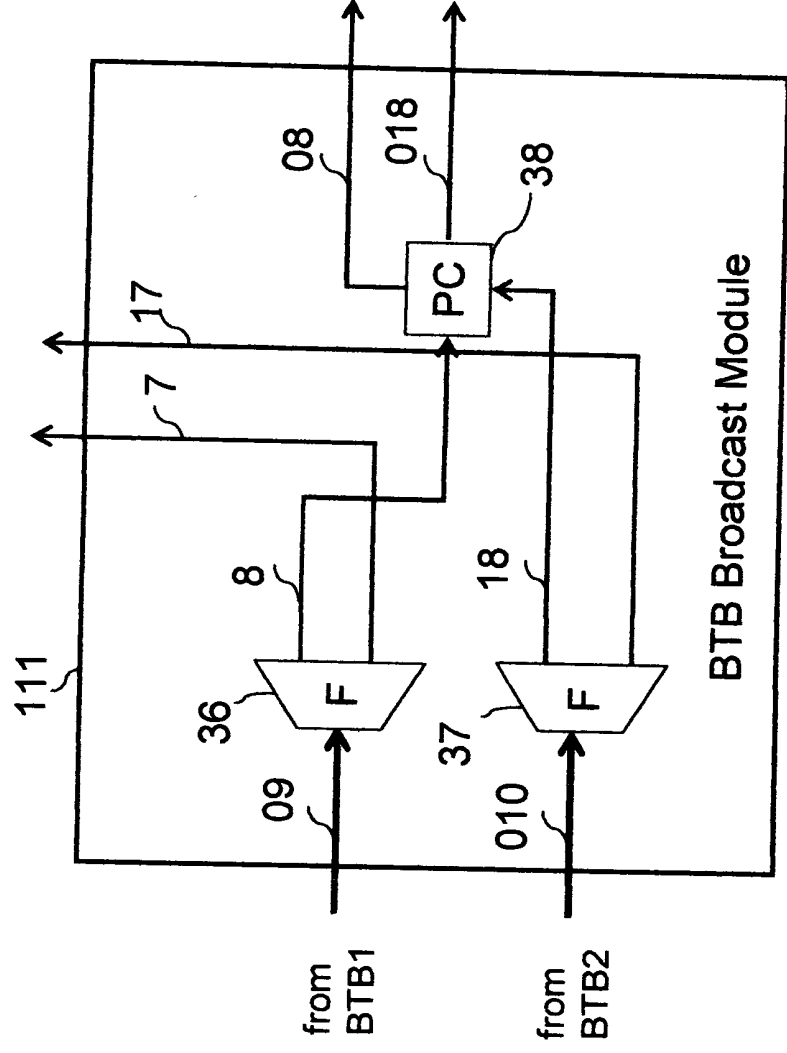 111
17
7
36
8
08
09
from
BTB1
F
018
PC
37
18
010
38
from
BTB2
F
BTB Broadcast Module